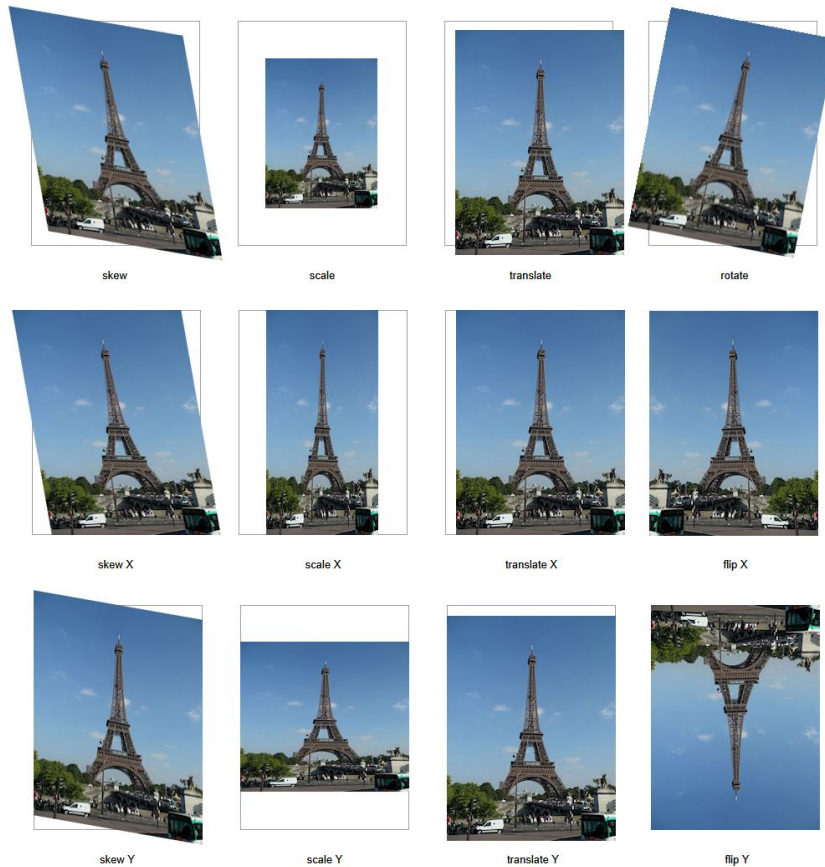 skew
scale
translate
rotate
skew X
scale X
translate X
flip X
skew Y
scale Y
translate Y
flip Y